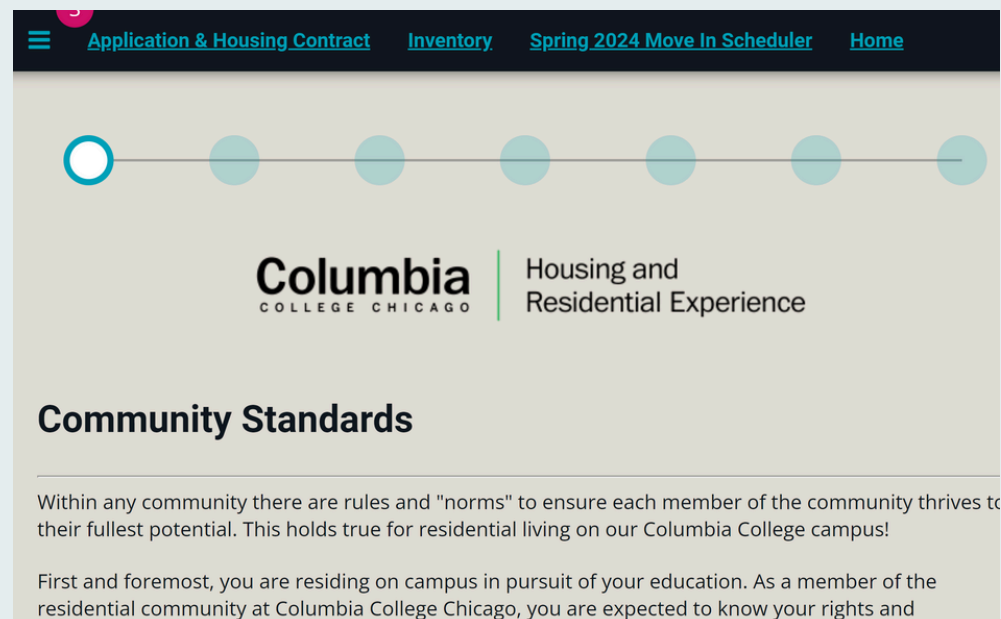 3
Application & Housing Contract Inventory Spring 2024 Move In Scheduler Home
Columbia
COLLEGE CHICAGO
Housing and
Residential Experience
Community Standards
Within any community there are rules and "norms" to ensure each member of the community thrives to
their fullest potential. This holds true for residential living on our Columbia College campus!
First and foremost, you are residing on campus in pursuit of your education. As a member of the
residential community at Columbia College Chicago, you are expected to know your rights and